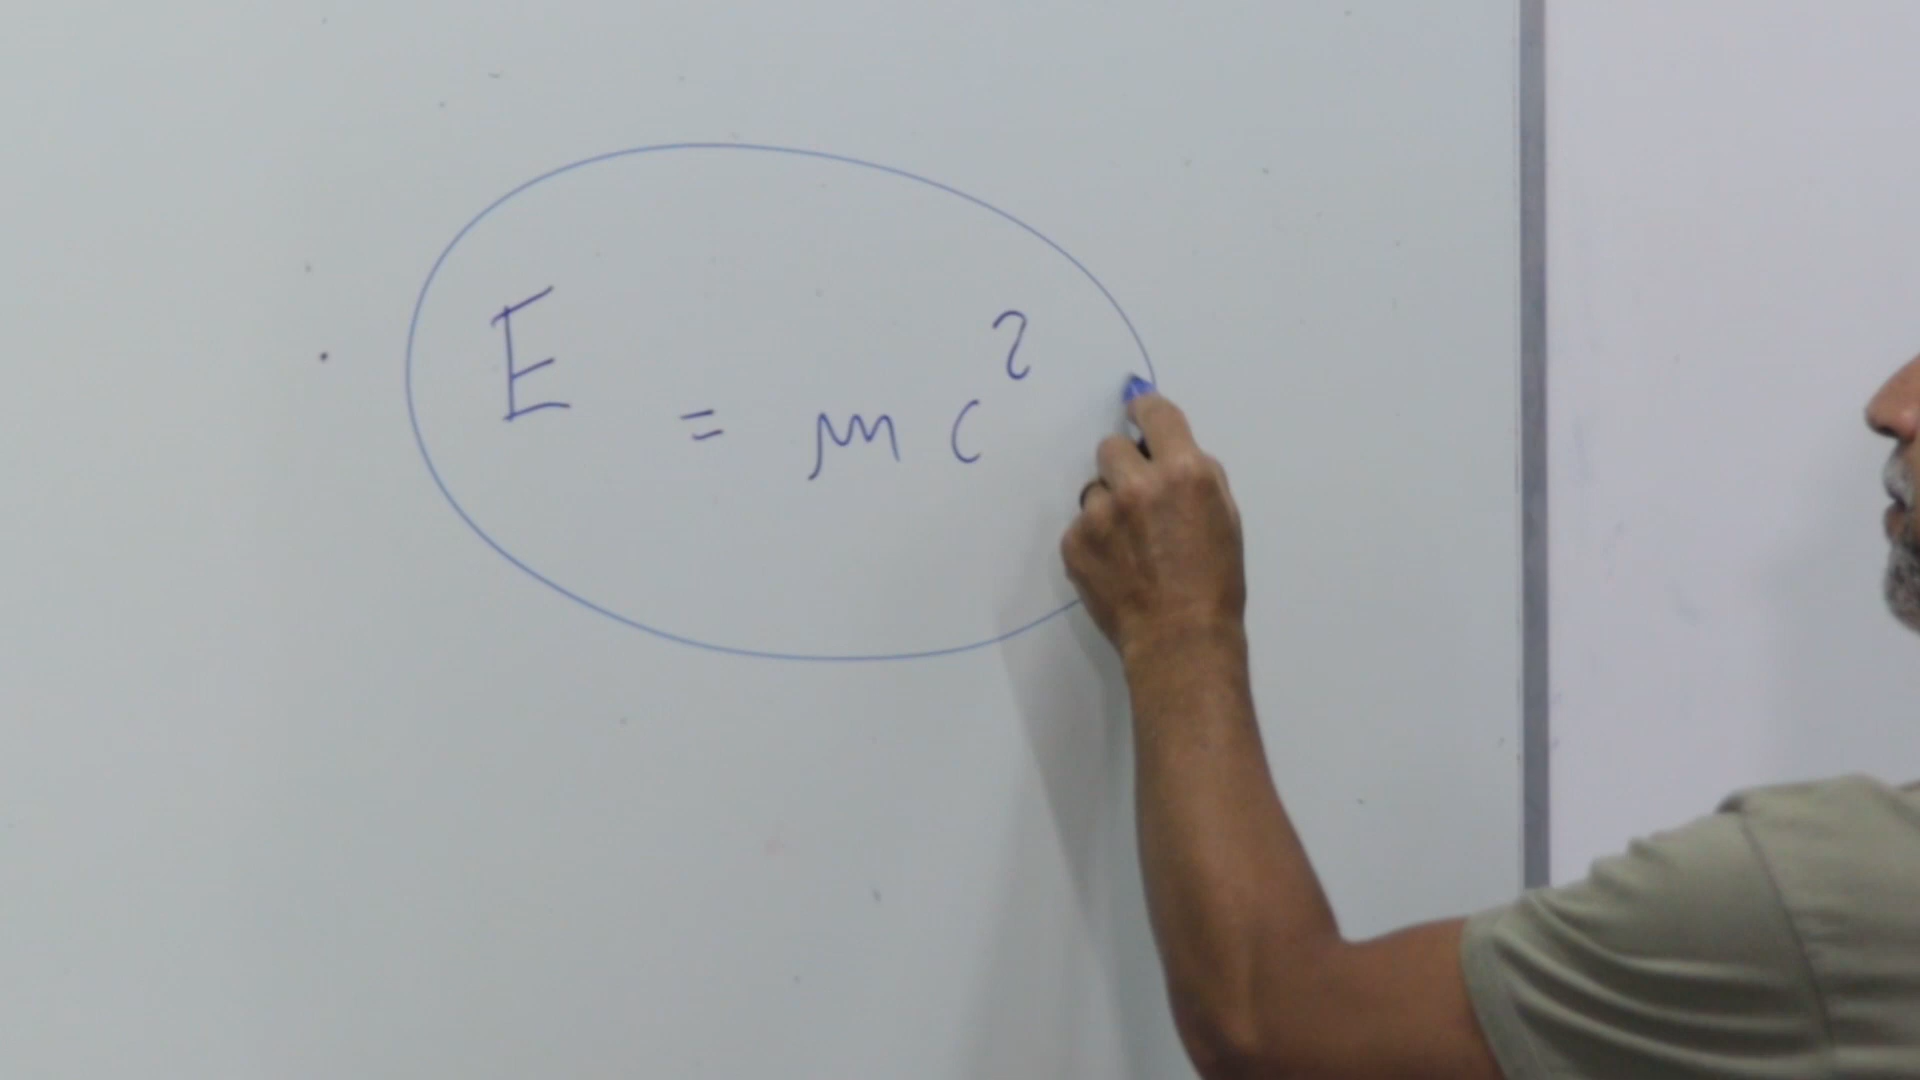 E = mc²